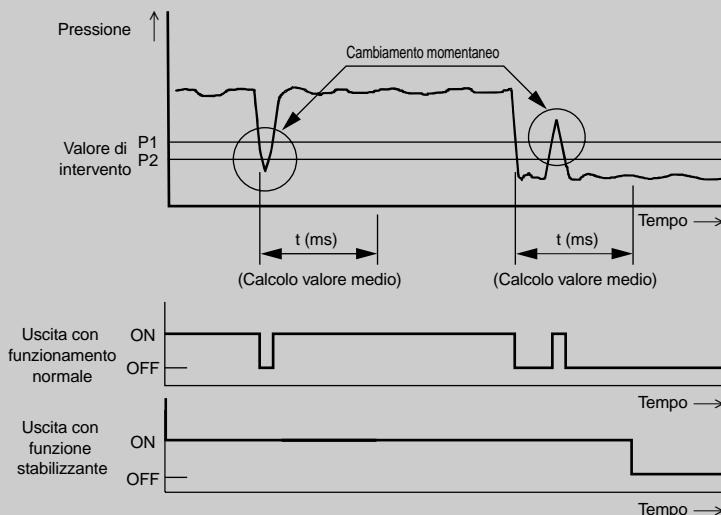 Pressione
Cambiamento momentaneo
Valore di
intervento
P1
P2
Tempo
t (ms)
t (ms)
(Calcolo valore medio)
(Calcolo valore medio)
Uscita con
funzionamento
normale
ON
OFF
Tempo
Uscita con
funzione
stabilizzante
ON
OFF
Tempo